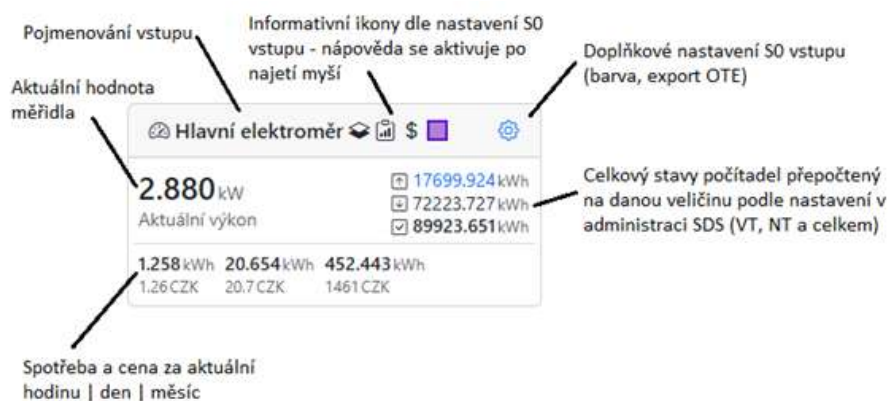 Pojmenování vstupu
Informativní ikony dle nastavení S0
vstupu - nápověda se aktivuje po
najetí myší
Doplňkové nastavení S0 vstupu
(barva, export OTE)
Aktuální hodnota
měřidla
Hlavní elektroměr $
2.880 kW
Aktuální výkon
17699.924 kWh
72223.727 kWh
89923.651 kWh
Celkový stavy počítadel přepočtený
na danou veličinu podle nastavení v
administraci SDS (VT, NT a celkem)
1.258 kWh 20.654 kWh 452.443 kWh
1.26 CZK 20.7 CZK 1461 CZK
Spotřeba a cena za aktuální
hodinu | den | měsíc